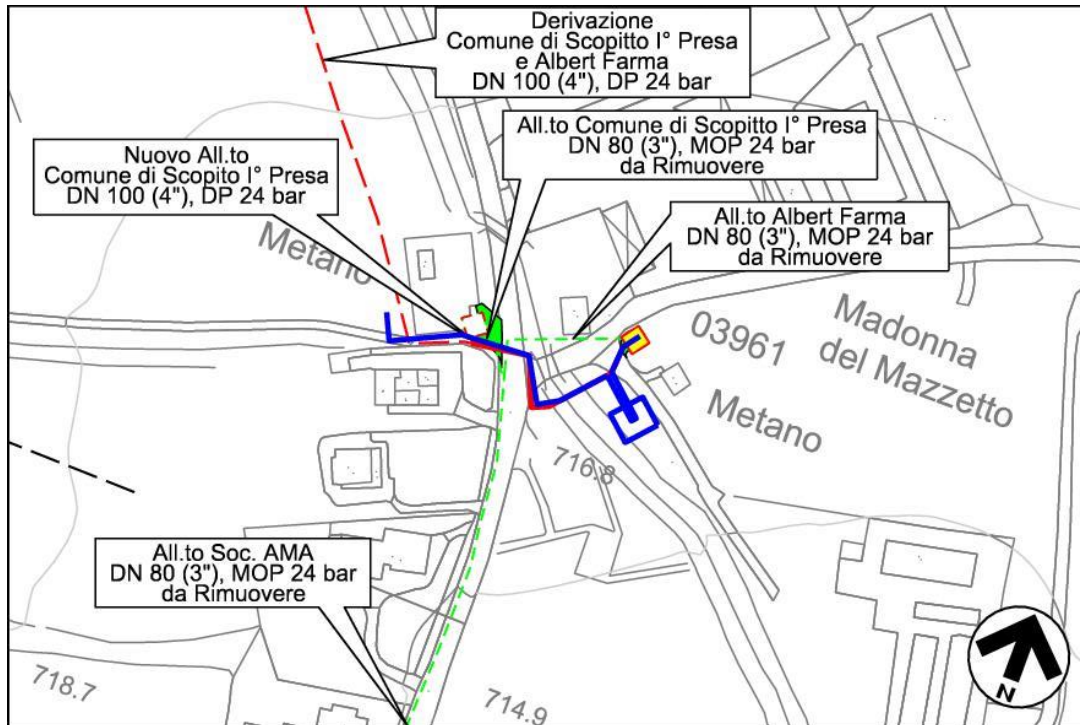 Derivazione
Comune di Scopitto I° Presa
e Albert Farma
DN 100 (4"), DP 24 bar
All.to Comune di Scopitto I° Presa
DN 80 (3"), MOP 24 bar
da Rimuovere
Nuovo All.to
Comune di Scopito I° Presa
DN 100 (4"), DP 24 bar
All.to Albert Farma
DN 80 (3"), MOP 24 bar
da Rimuovere
Metano
03961
Madonna
del Mazzetto
Metano
716.8
All.to Soc. AMA
DN 80 (3"), MOP 24 bar
da Rimuovere
718.7
714.9
N